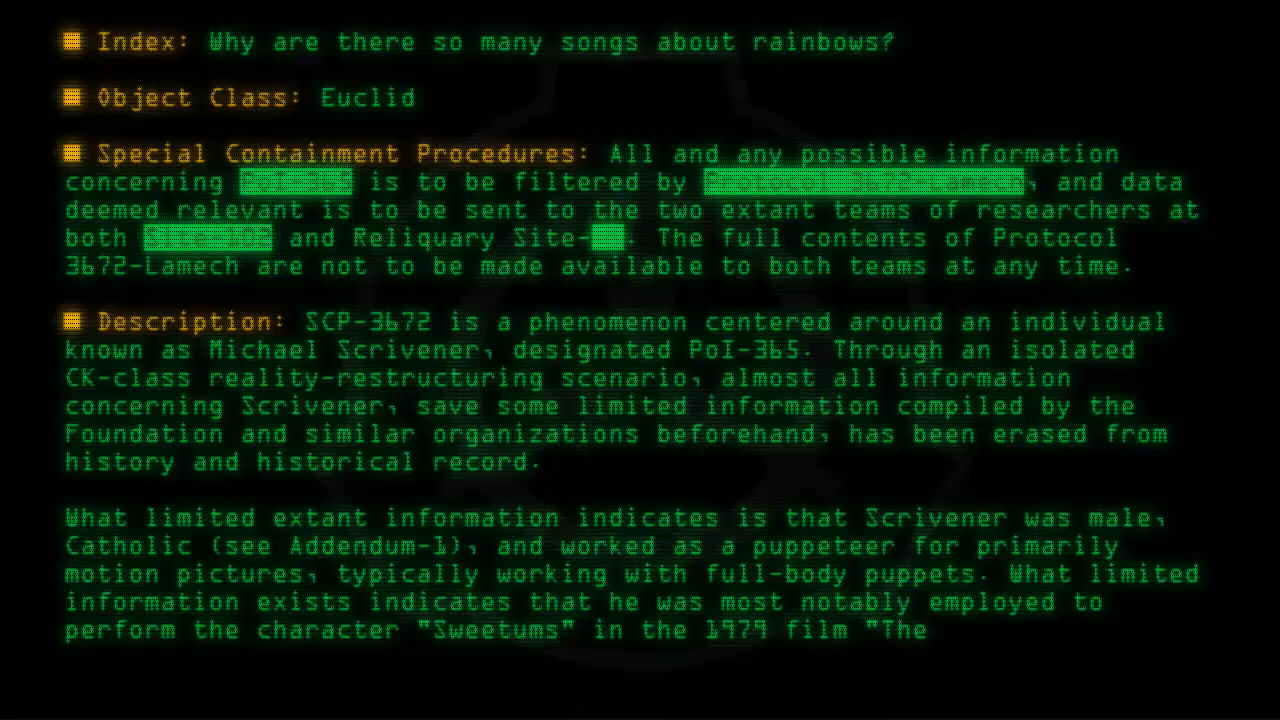 ■ Index: Why are there so many songs about rainbows?
■ Object Class: Euclid
■ Special Containment Procedures: All and any possible information
concerning PoI-365 is to be filtered by Protocol 3672-Lamech, and data
deemed relevant is to be sent to the two extant teams of researchers at
both Site-102 and Reliquary Site-██. The full contents of Protocol
3672-Lamech are not to be made available to both teams at any time.
■ Description: SCP-3672 is a phenomenon centered around an individual
known as Michael Scrivener, designated PoI-365. Through an isolated
CK-class reality-restructuring scenario, almost all information
concerning Scrivener, save some limited information compiled by the
Foundation and similar organizations beforehand, has been erased from
history and historical record.
What limited extant information indicates is that Scrivener was male,
Catholic (see Addendum-1), and worked as a puppeteer for primarily
motion pictures, typically working with full-body puppets. What limited
information exists indicates that he was most notably employed to
perform the character "Sweetums" in the 1979 film "The